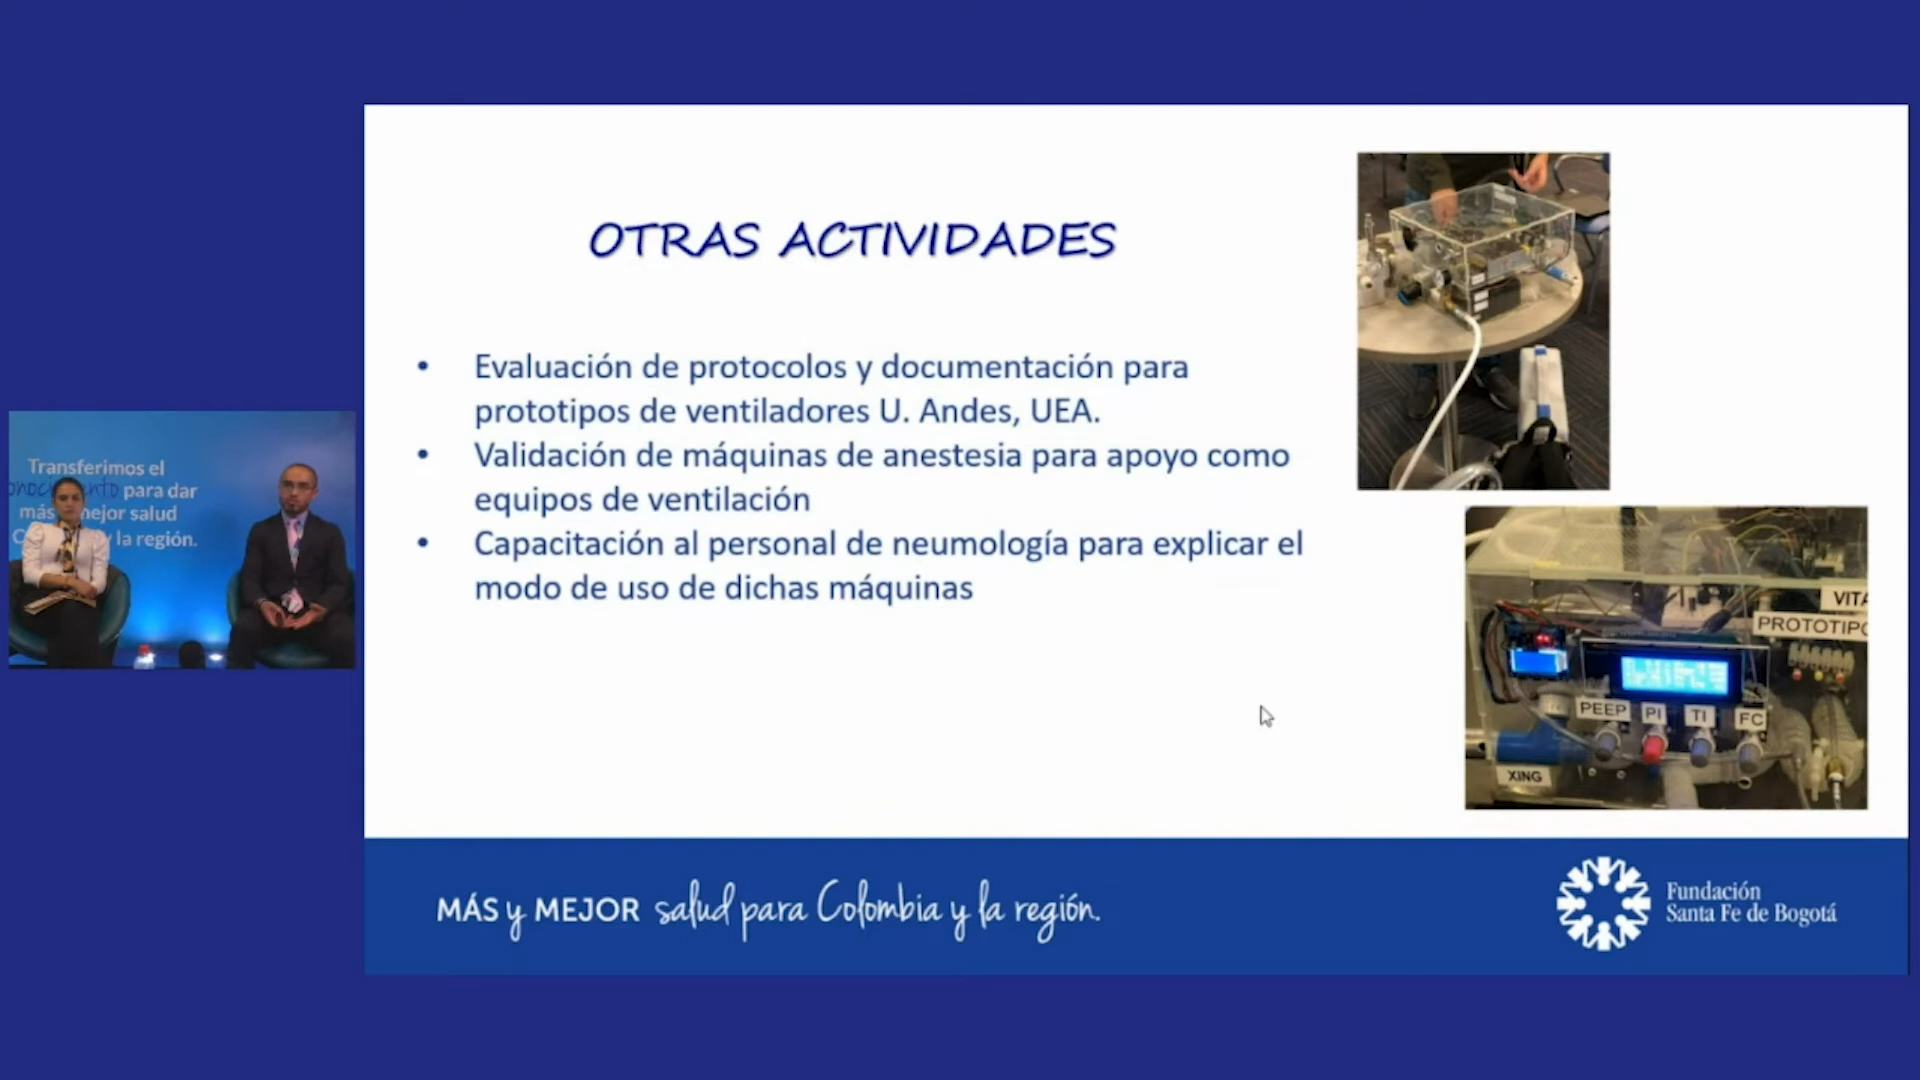 OTRAS ACTIVIDADES
• Evaluación de protocolos y documentación para
prototipos de ventiladores U. Andes, UEA.
• Validación de máquinas de anestesia para apoyo como
equipos de ventilación
• Capacitación al personal de neumología para explicar el
modo de uso de dichas máquinas
Transferimos el
para dar
más y mejor salud
la región.
PROTOTIPO
PEEP
PI
TI
FC
XING
MÁS y MEJOR salud para Colombia y la región.
Fundación
Santa Fe de Bogotá